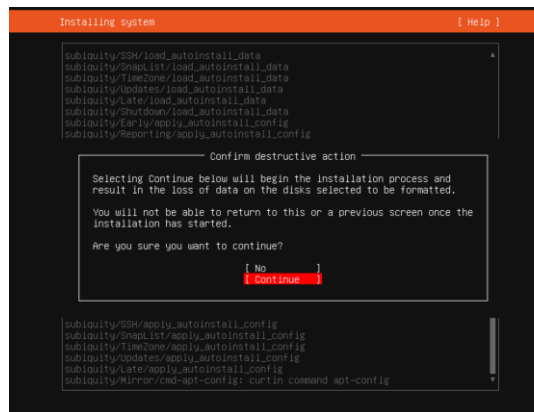 Installing system [ Help ]
subiquity/SSH/load_autoinstall_data
subiquity/SnapList/load_autoinstall_data
subiquity/TimeZone/load_autoinstall_data
subiquity/Updates/load_autoinstall_data
subiquity/Late/load_autoinstall_data
subiquity/Shutdown/load_autoinstall_data
subiquity/Early/apply_autoinstall_config
subiquity/Reporting/apply_autoinstall_config
Confirm destructive action
Selecting Continue below will begin the installation process and
result in the loss of data on the disks selected to be formatted.
You will not be able to return to this or a previous screen once the
installation has started.
Are you sure you want to continue?
[ No ]
[ Continue ]
subiquity/SSH/apply_autoinstall_config
subiquity/SnapList/apply_autoinstall_config
subiquity/TimeZone/apply_autoinstall_config
subiquity/Updates/apply_autoinstall_config
subiquity/Late/apply_autoinstall_config
subiquity/Mirror/cmd-apt-config: curtin command apt-config